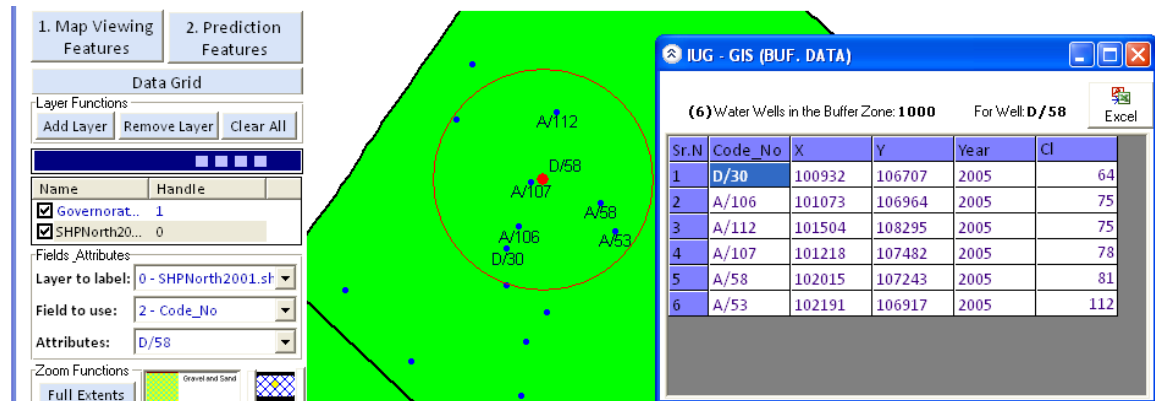 1. Map Viewing Features
2. Prediction Features
Data Grid
Layer Functions
Add Layer Remove Layer Clear All
Name Handle
Governorat... 1
SHPNorth20... 0
Fields _Attributes
Layer to label: 0 - SHPNorth2001.sh
Field to use: 2 - Code_No
Attributes: D/58
Zoom Functions
Full Extents
Gravel and Sand
A/112
D/58
A/107
A/58
A/106
A/53
D/30
IUG - GIS (BUF. DATA)
(6) Water Wells in the Buffer Zone: 1000 For Well: D/58
Excel
Sr.N Code_No X Y Year Cl
1 D/30 100932 106707 2005 64
2 A/106 101073 106964 2005 75
3 A/112 101504 108295 2005 75
4 A/107 101218 107482 2005 78
5 A/58 102015 107243 2005 81
6 A/53 102191 106917 2005 112